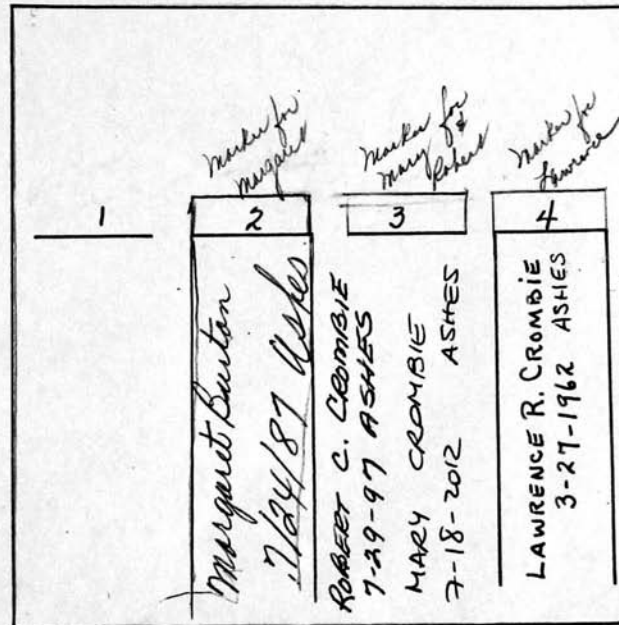 Marker for
Margaret
Marker for
Mary &
Robert
Marker for
Lawrence
1
2
3
4
Margaret Burton
7/24/87 Ashes
ROBERT C. CROMBIE
7-29-97 ASHES
MARY CROMBIE
7-18-2012 ASHES
LAWRENCE R. CROMBIE
3-27-1962 ASHES